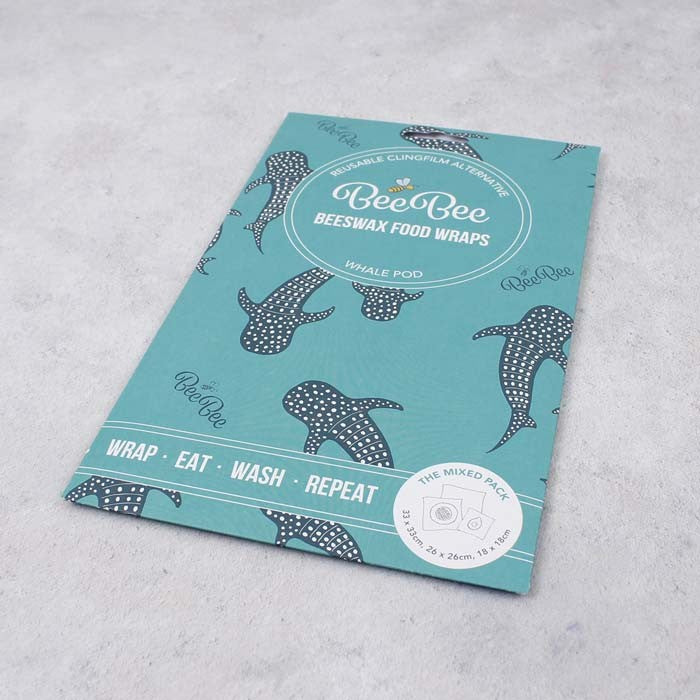 BeeBee
REUSABLE CLINGFILM ALTERNATIVE
BeeBee
BEESWAX FOOD WRAPS
WHALE POD
BeeBee
BeeBee
WRAP · EAT · WASH · REPEAT
THE MIXED PACK
33 x 33cm, 26 x 26cm, 18 x 18cm